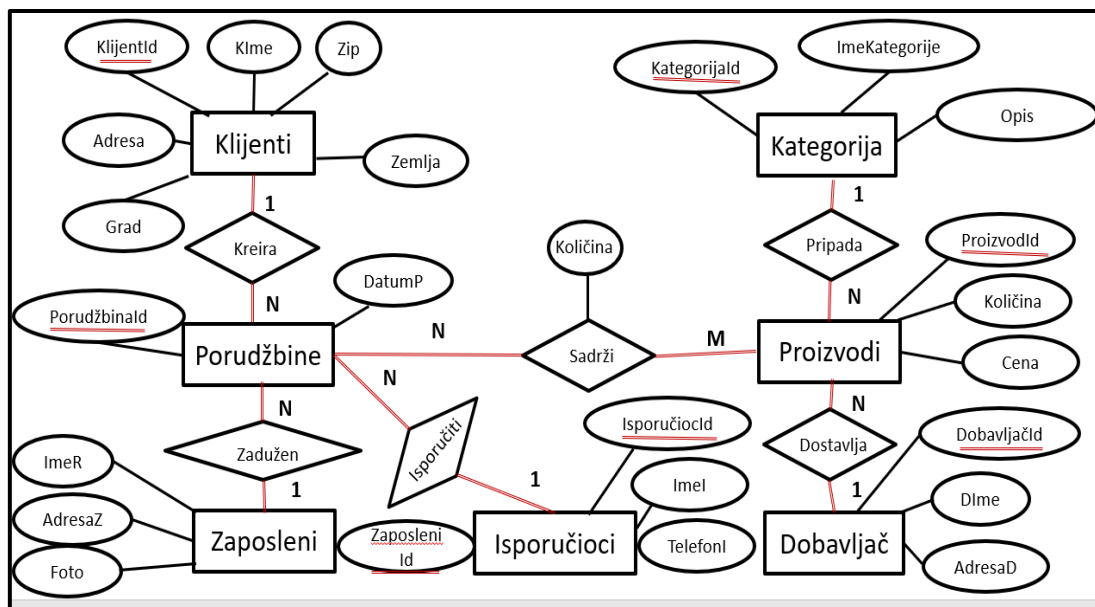 KlijentId
KIme
Zip
ImeKategorije
KategorijaId
Opis
Adresa
Klijenti
Zemlja
Kategorija
Grad
1
1
Kreira
Količina
Pripada
ProizvodId
DatumP
N
N
Količina
PorudžbinaId
N
M
Porudžbine
Sadrži
Proizvodi
Cena
N
N
N
IsporučiocId
DobavljačId
Zadužen
Isporučiti
Dostavlja
ImeR
1
1
1
ImeI
DIme
AdresaZ
Zaposleni
Zaposleni
Id
Isporučioci
TelefonI
Dobavljač
Foto
AdresaD